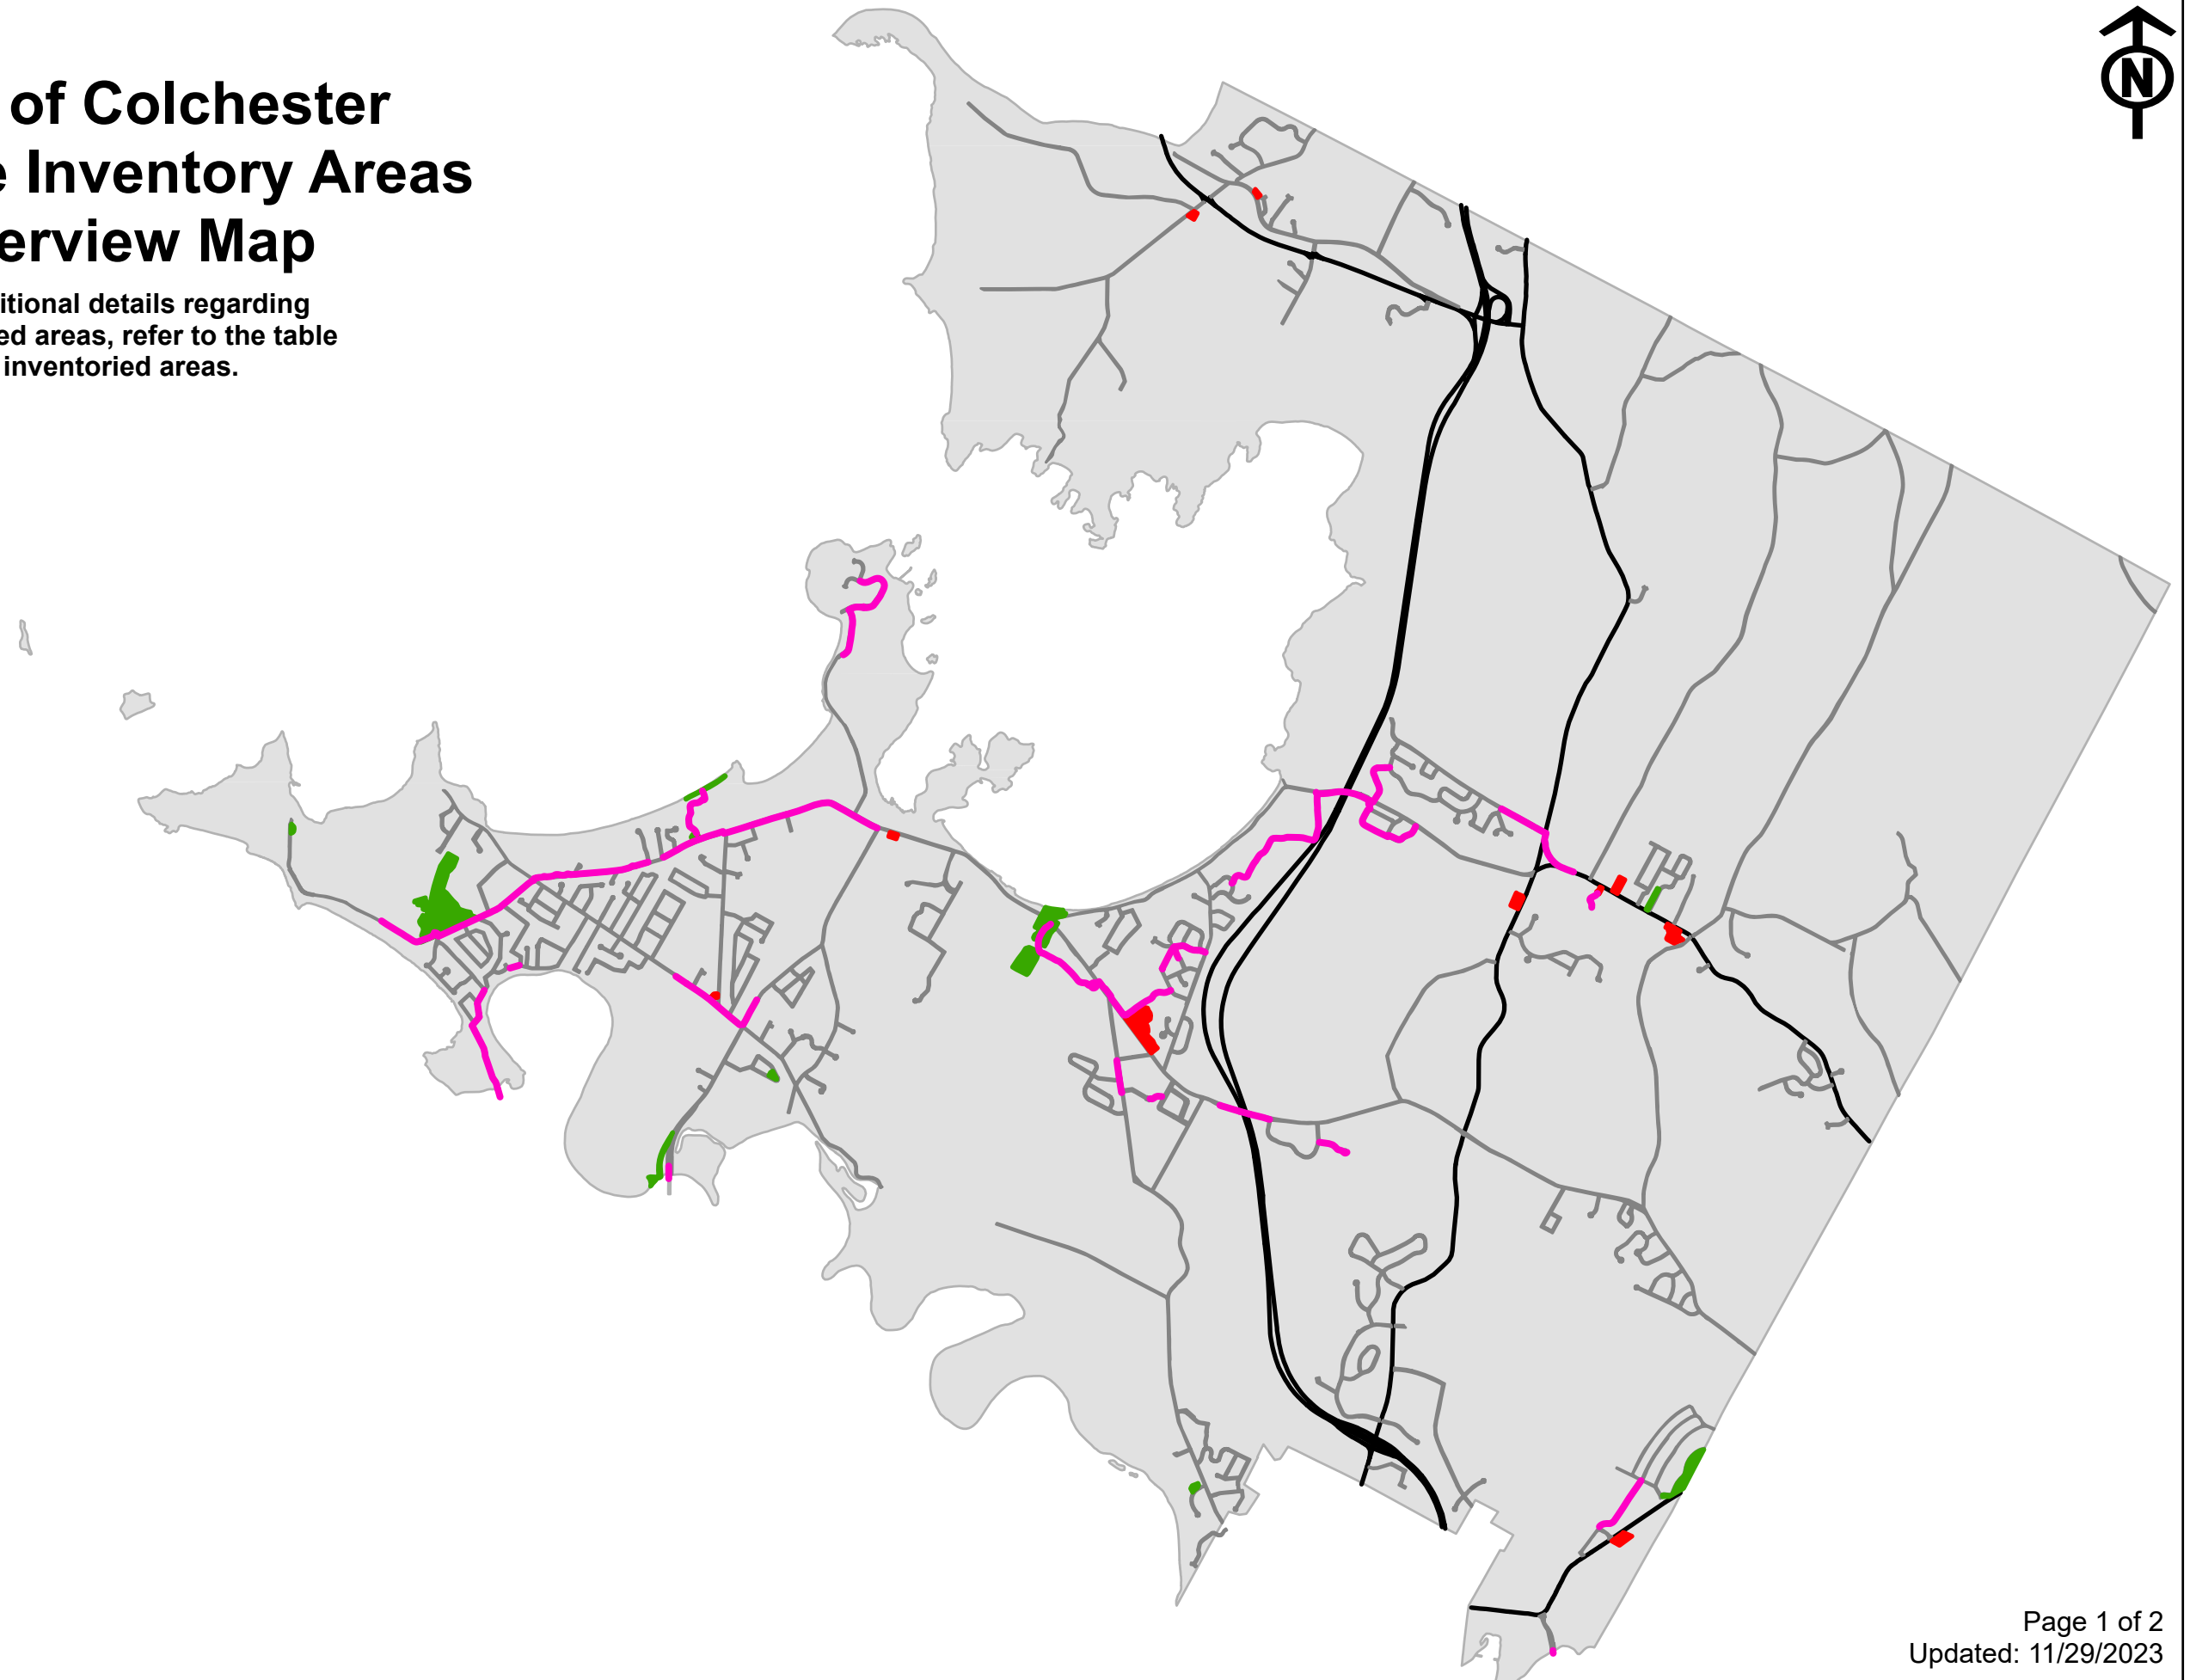 of Colchester
e Inventory Areas
erview Map
itional details regarding
ed areas, refer to the table
inventoried areas.
N
Page 1 of 2
Updated: 11/29/2023